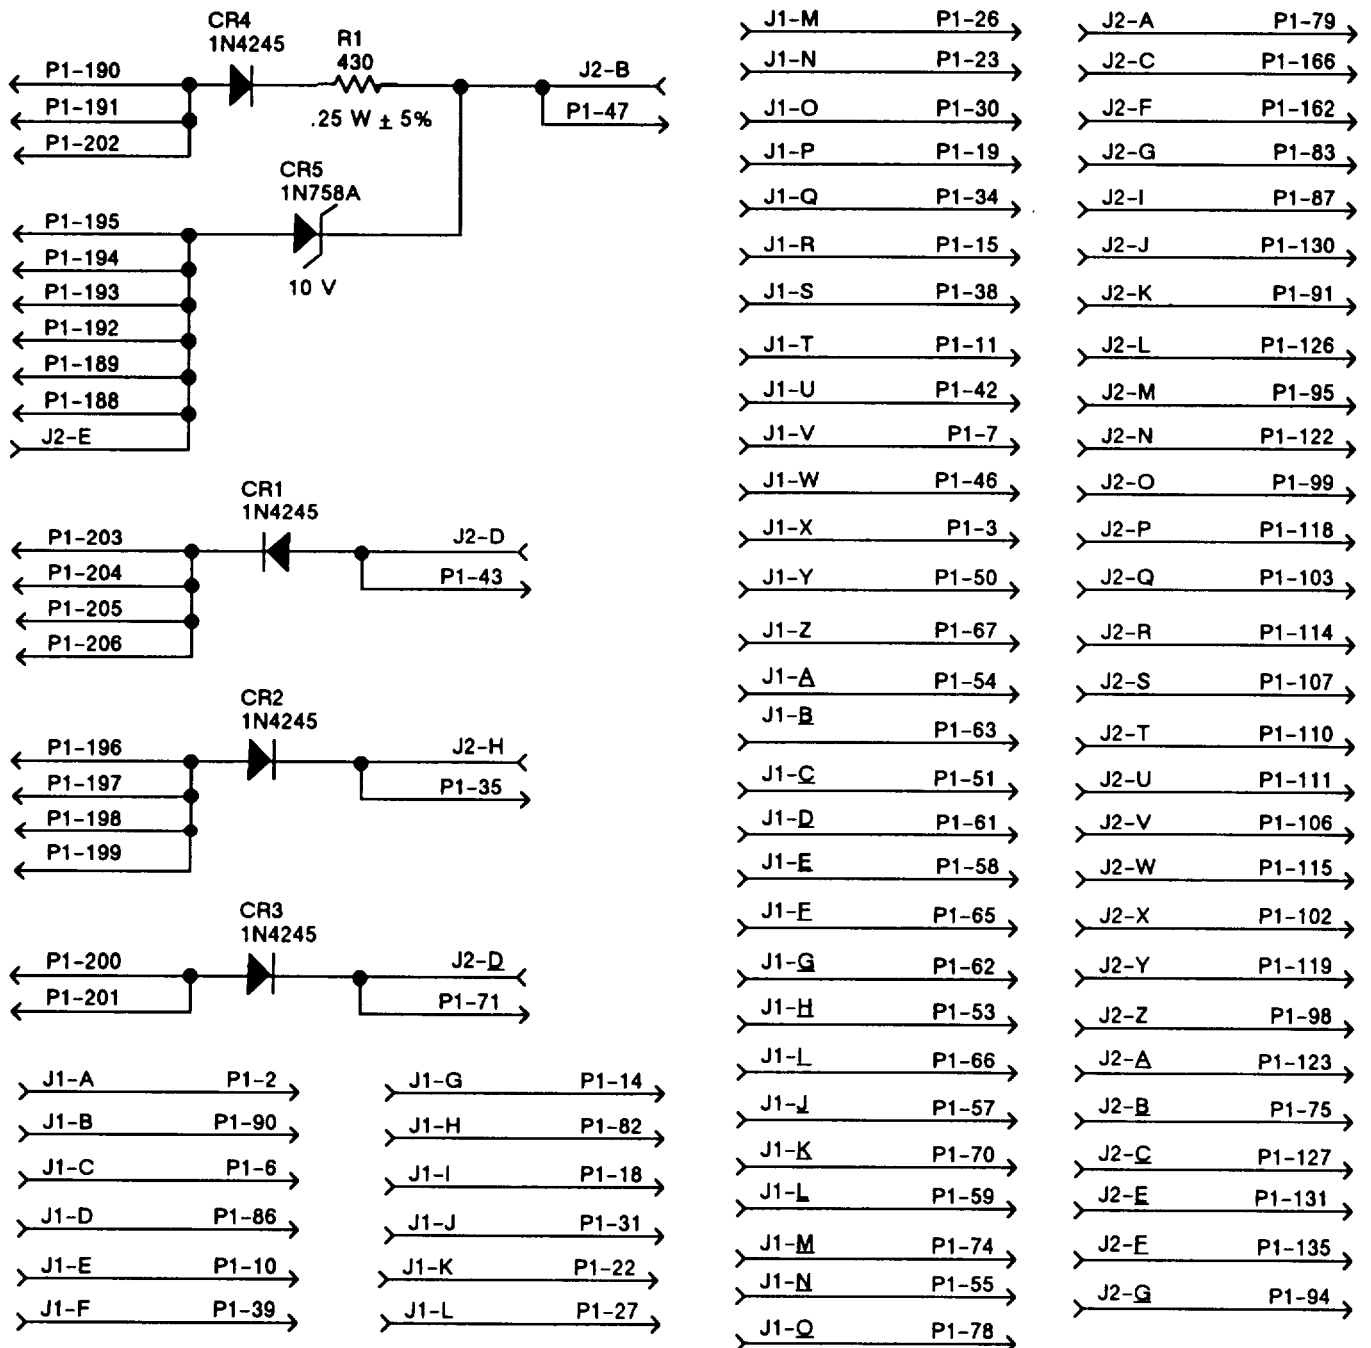 CR4
1N4245
R1
430
P1-190
J2-B
P1-191
.25 W ± 5%
P1-47
P1-202
CR5
1N758A
P1-195
P1-194
P1-193
10 V
P1-192
P1-189
P1-188
J2-E
CR1
1N4245
P1-203
J2-D
P1-204
P1-43
P1-205
P1-206
CR2
1N4245
P1-196
J2-H
P1-197
P1-35
P1-198
P1-199
CR3
1N4245
P1-200
J2-D
P1-201
P1-71
J1-A P1-2
J1-B P1-90
J1-C P1-6
J1-D P1-86
J1-E P1-10
J1-F P1-39
J1-G P1-14
J1-H P1-82
J1-I P1-18
J1-J P1-31
J1-K P1-22
J1-L P1-27
J1-M P1-26
J1-N P1-23
J1-O P1-30
J1-P P1-19
J1-Q P1-34
J1-R P1-15
J1-S P1-38
J1-T P1-11
J1-U P1-42
J1-V P1-7
J1-W P1-46
J1-X P1-3
J1-Y P1-50
J1-Z P1-67
J1-A P1-54
J1-B P1-63
J1-C P1-51
J1-D P1-61
J1-E P1-58
J1-F P1-65
J1-G P1-62
J1-H P1-53
J1-I P1-66
J1-J P1-57
J1-K P1-70
J1-L P1-59
J1-M P1-74
J1-N P1-55
J1-O P1-78
J2-A P1-79
J2-C P1-166
J2-F P1-162
J2-G P1-83
J2-I P1-87
J2-J P1-130
J2-K P1-91
J2-L P1-126
J2-M P1-95
J2-N P1-122
J2-O P1-99
J2-P P1-118
J2-Q P1-103
J2-R P1-114
J2-S P1-107
J2-T P1-110
J2-U P1-111
J2-V P1-106
J2-W P1-115
J2-X P1-102
J2-Y P1-119
J2-Z P1-98
J2-A P1-123
J2-B P1-75
J2-C P1-127
J2-E P1-131
J2-F P1-135
J2-G P1-94